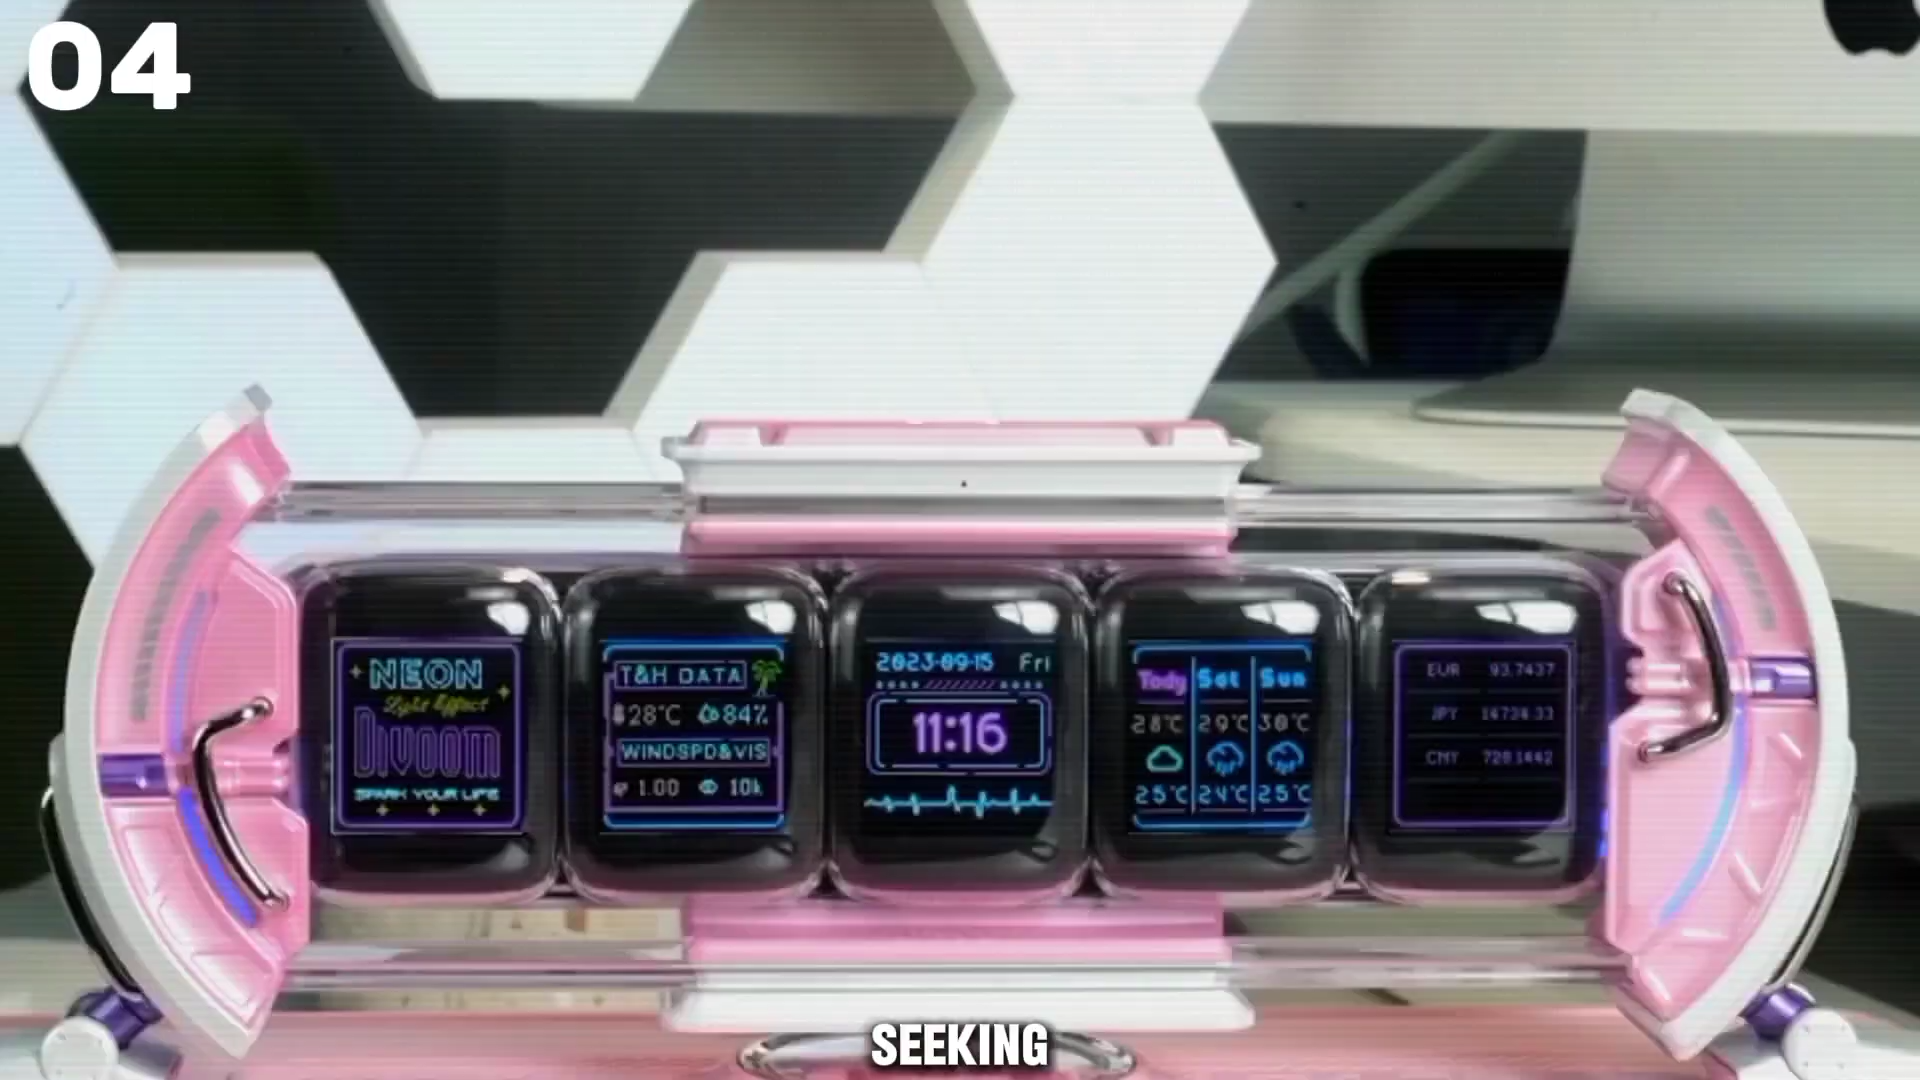 04
NEON
Light Effect
Divoom
SPARK YOUR LIFE
T&H DATA
28°C 84%
WINDSPD&VIS
1.00 10k
2023-09-15 Fri
11:16
Tody Sat Sun
28°C 29°C 30°C
25°C 24°C 25°C
EUR 93.7437
JPY
CNY
SEEKING